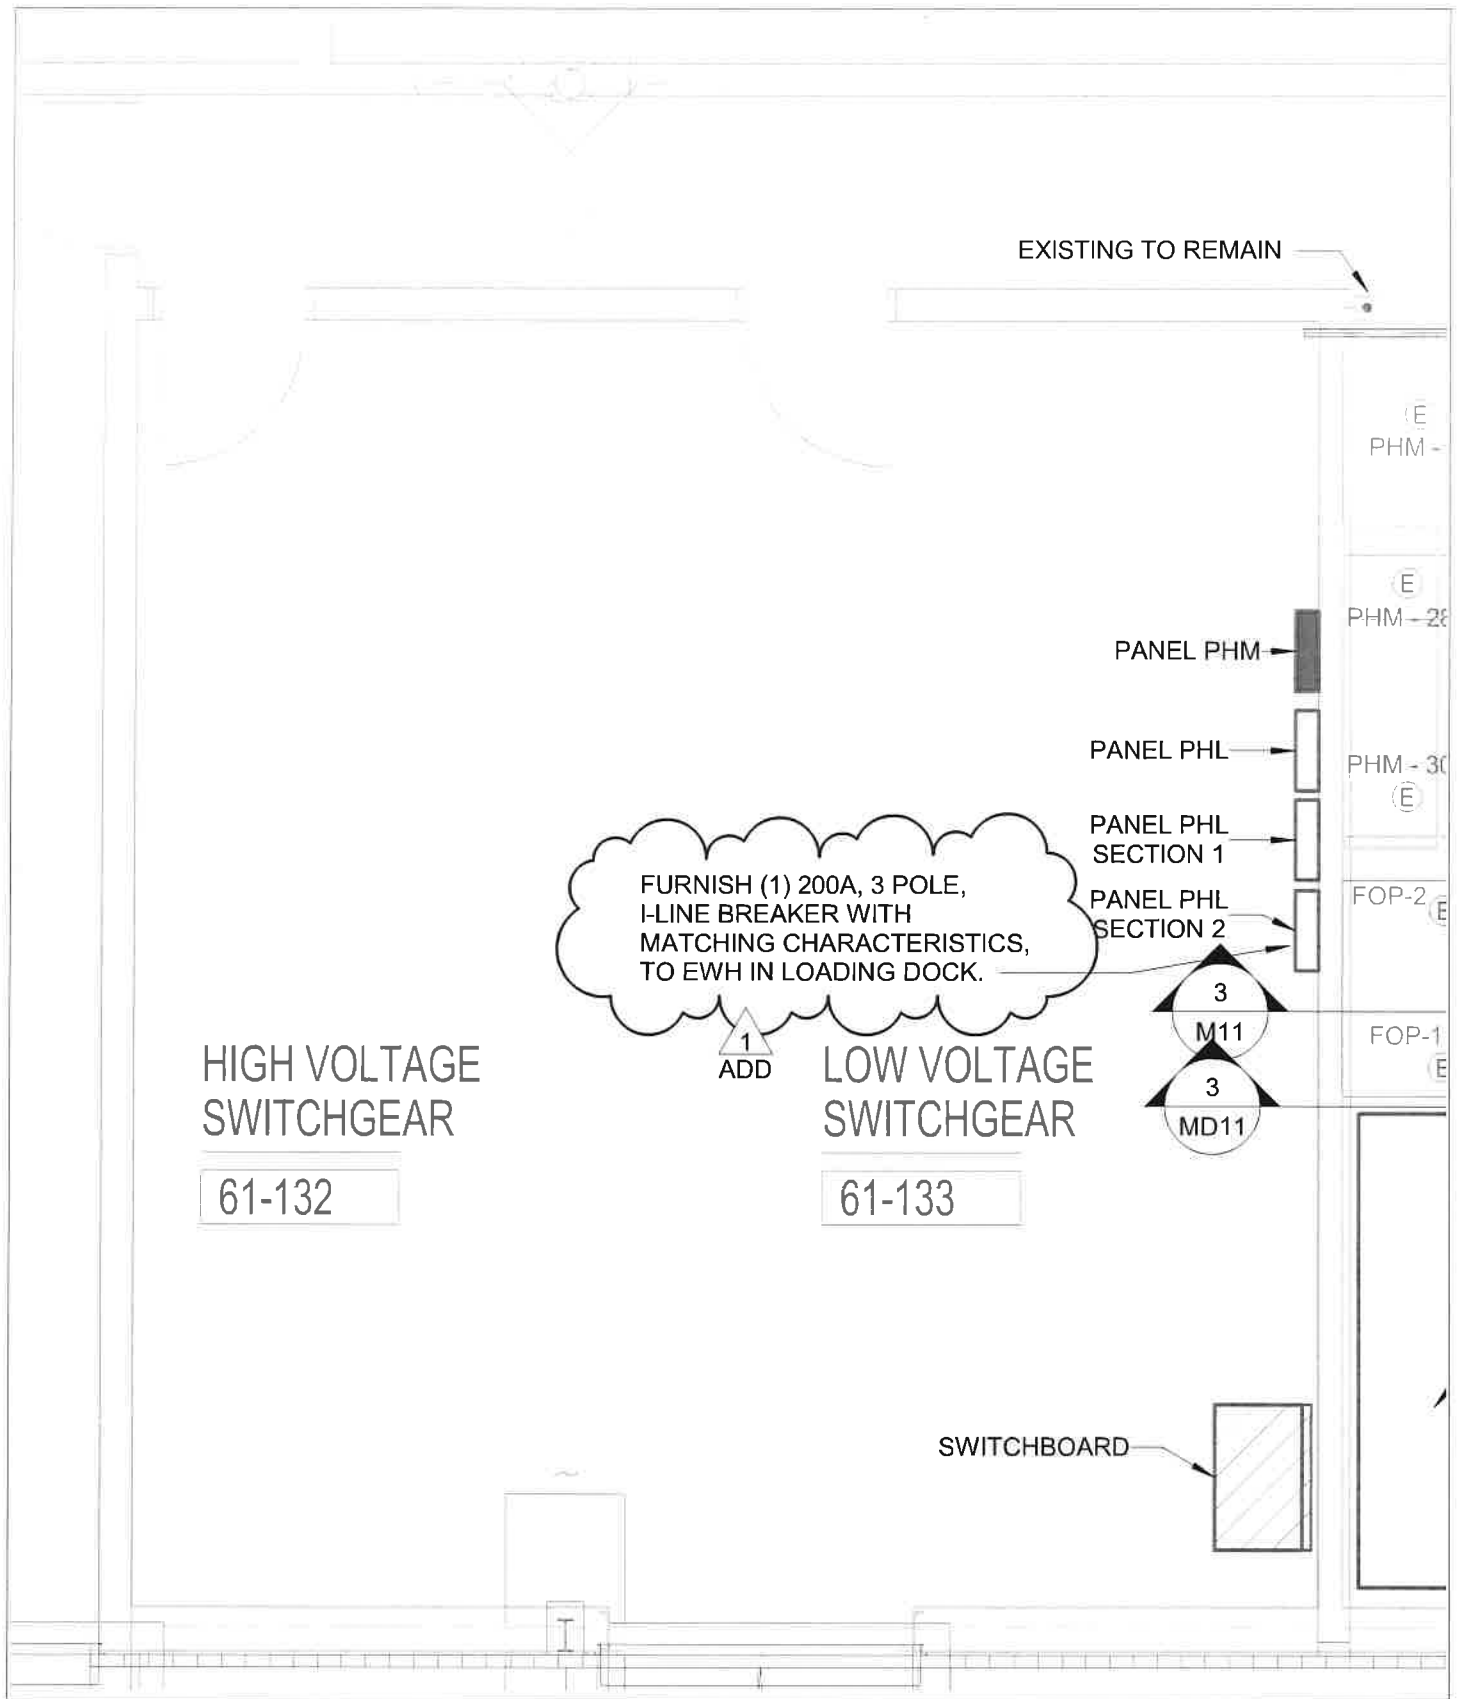 EXISTING TO REMAIN
E
PHM -
E
PHM - 28
PANEL PHM
PANEL PHL
PHM - 30
E
PANEL PHL
SECTION 1
FURNISH (1) 200A, 3 POLE,
I-LINE BREAKER WITH
MATCHING CHARACTERISTICS,
TO EWH IN LOADING DOCK.
PANEL PHL
SECTION 2
FOP-2
E
3
M11
1
ADD
FOP-1
E
HIGH VOLTAGE
SWITCHGEAR
61-132
LOW VOLTAGE
SWITCHGEAR
61-133
3
MD11
SWITCHBOARD